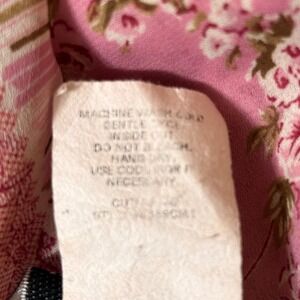 MACHINE WASH COLD
GENTLE CYCLE
INSIDE OUT.
DO NOT BLEACH.
HANG DRY.
USE COOL IRON IF
NECESSARY.